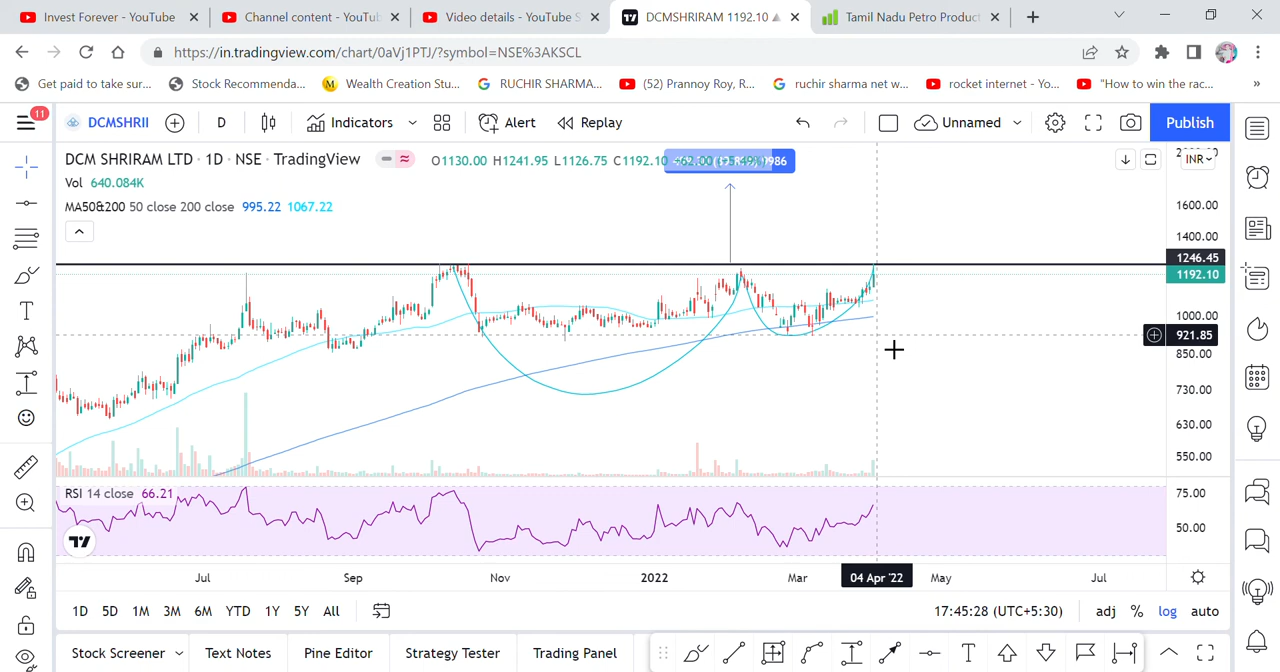 Invest Forever - YouTube
Channel content - YouTub
Video details - YouTube S
DCMSHRIRAM 1192.10
Tamil Nadu Petro Product
https://in.tradingview.com/chart/0aVj1PTJ/?symbol=NSE%3AKSCL
Get paid to take sur...
Stock Recommenda...
Wealth Creation Stu...
RUCHIR SHARMA...
(52) Prannoy Roy, R...
ruchir sharma net w...
rocket internet - Yo...
"How to win the rac...
11
DCMSHRII
D
Indicators
Alert
Replay
Unnamed
Publish
DCM SHRIRAM LTD · 1D · NSE · TradingView
O1130.00 H1241.95 L1126.75 C1192.10
INR
Vol 640.084K
MA50&200 50 close 200 close 995.22 1067.22
1600.00
1400.00
1246.45
1192.10
1000.00
921.85
850.00
730.00
630.00
550.00
RSI 14 close 66.21
75.00
50.00
Jul
Sep
Nov
2022
Mar
04 Apr '22
May
Jul
1D 5D 1M 3M 6M YTD 1Y 5Y All
17:45:28 (UTC+5:30)
adj % log auto
Stock Screener
Text Notes
Pine Editor
Strategy Tester
Trading Panel